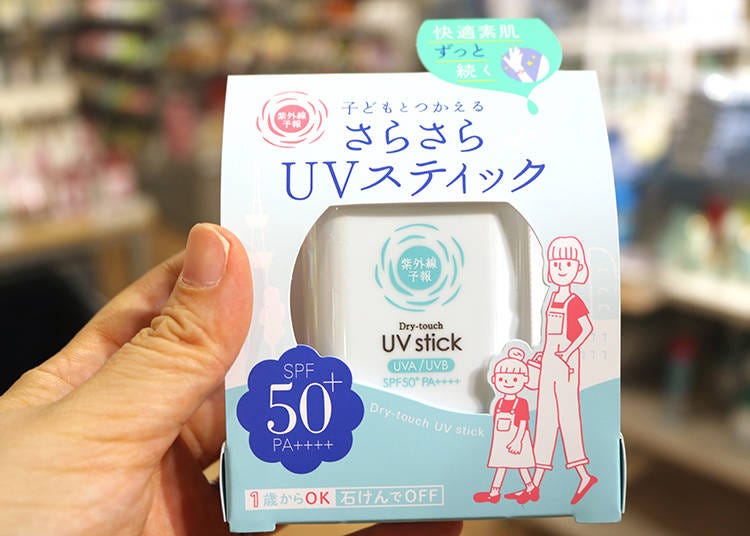 快適素肌
ずっと
続く
紫外線
予報
子どもとつかえる
さらさら
UVスティック
紫外線
予報
Dry-touch
UV stick
UVA/UVB
SPF50+ PA++++
SPF
50+
PA++++
Dry-touch UV stick
1歳からOK 石けんでOFF